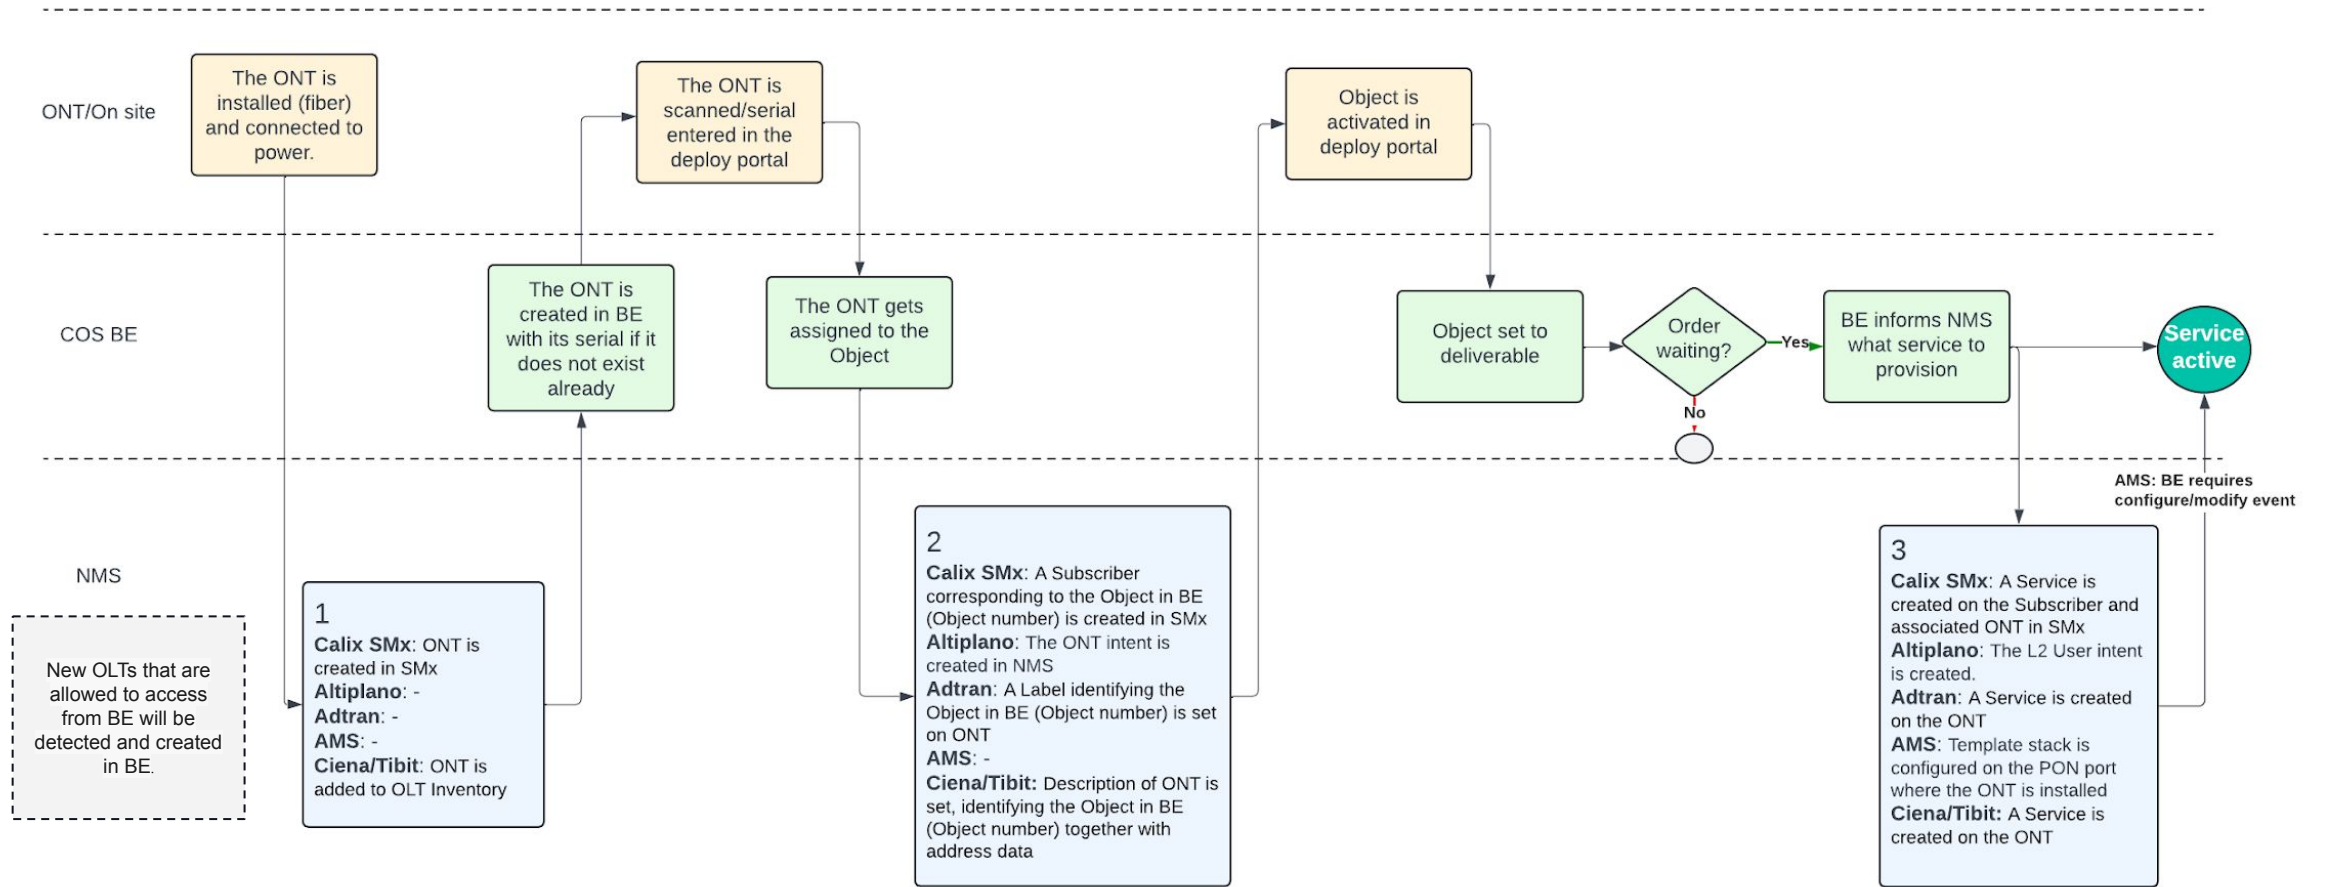 ONT/On site
The ONT is
installed (fiber)
and connected to
power.
The ONT is
scanned/serial
entered in the
deploy portal
Object is
activated in
deploy portal
COS BE
The ONT is
created in BE
with its serial if it
does not exist
already
The ONT gets
assigned to the
Object
Object set to
deliverable
Order
waiting?
Yes
No
BE informs NMS
what service to
provision
Service
active
AMS: BE requires
configure/modify event
NMS
New OLTs that are
allowed to access
from BE will be
detected and created
in BE.
1
Calix SMx: ONT is
created in SMx
Altiplano: -
Adtran: -
AMS: -
Ciena/Tibit: ONT is
added to OLT Inventory
2
Calix SMx: A Subscriber
corresponding to the Object in BE
(Object number) is created in SMx
Altiplano: The ONT intent is
created in NMS
Adtran: A Label identifying the
Object in BE (Object number) is set
on ONT
AMS: -
Ciena/Tibit: Description of ONT is
set, identifying the Object in BE
(Object number) together with
address data
3
Calix SMx: A Service is
created on the Subscriber and
associated ONT in SMx
Altiplano: The L2 User intent
is created.
Adtran: A Service is created
on the ONT
AMS: Template stack is
configured on the PON port
where the ONT is installed
Ciena/Tibit: A Service is
created on the ONT